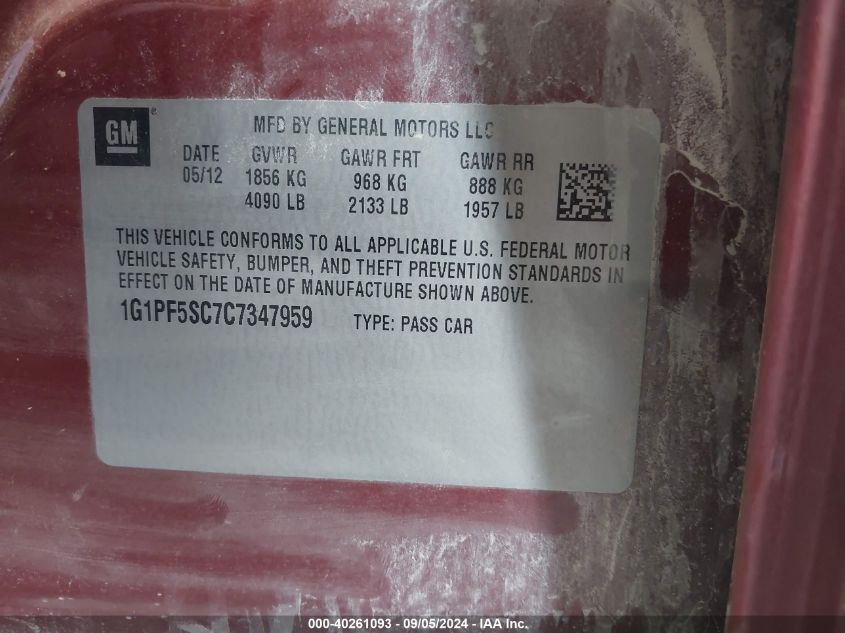 GM ®
MFD BY GENERAL MOTORS LLC
DATE GVWR GAWR FRT GAWR RR
05/12 1856 KG 968 KG 888 KG
4090 LB 2133 LB 1957 LB
THIS VEHICLE CONFORMS TO ALL APPLICABLE U.S. FEDERAL MOTOR
VEHICLE SAFETY, BUMPER, AND THEFT PREVENTION STANDARDS IN
EFFECT ON THE DATE OF MANUFACTURE SHOWN ABOVE.
1G1PF5SC7C7347959 TYPE: PASS CAR
000-40261093 - 09/05/2024 - IAA Inc.